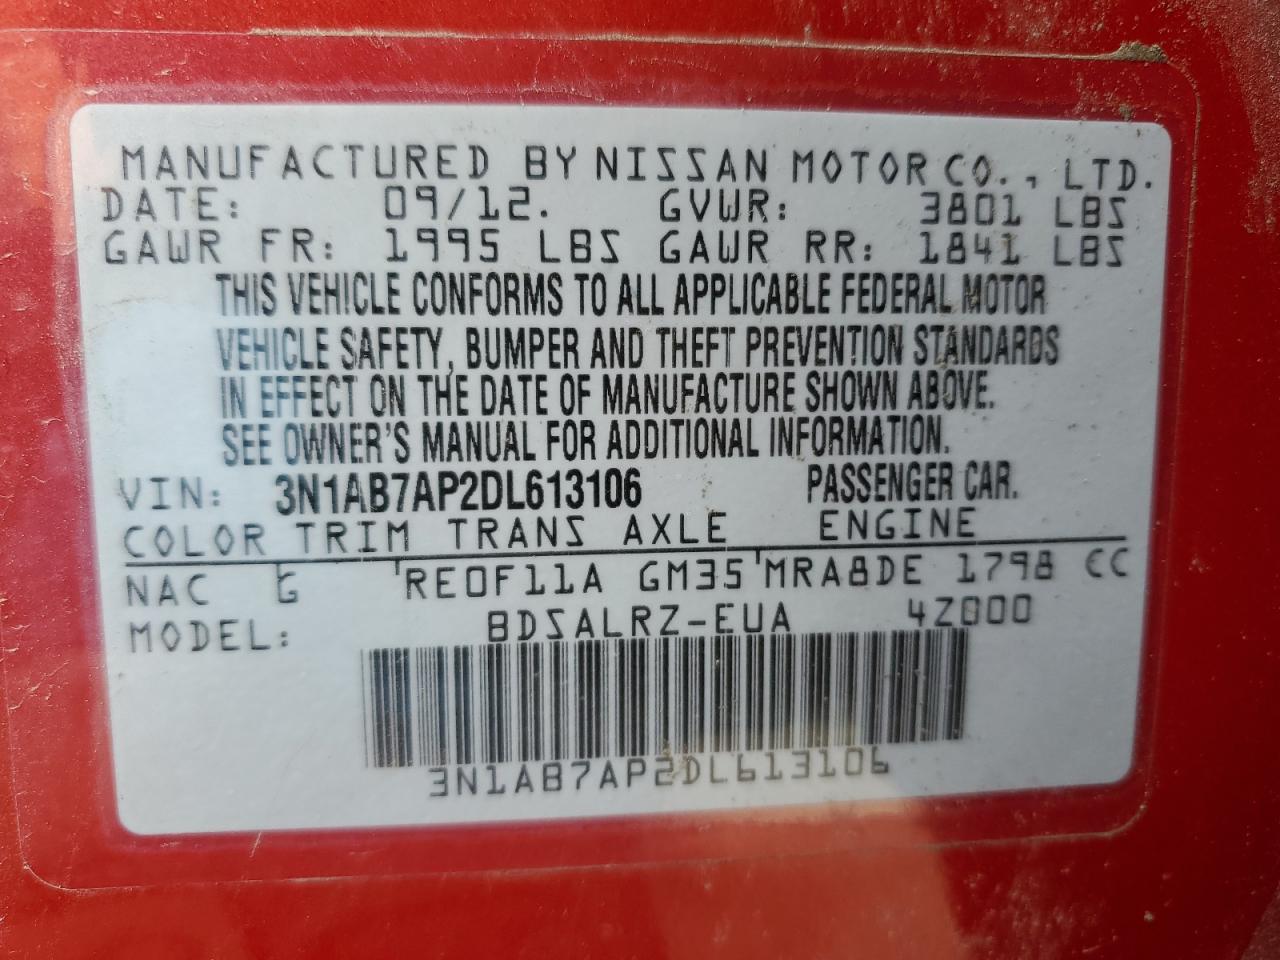 MANUFACTURED BY NISSAN MOTOR CO., LTD.
DATE: 09/12. GVWR: 3801 LBS
GAWR FR: 1995 LBS GAWR RR: 1841 LBS
THIS VEHICLE CONFORMS TO ALL APPLICABLE FEDERAL MOTOR
VEHICLE SAFETY, BUMPER AND THEFT PREVENTION STANDARDS
IN EFFECT ON THE DATE OF MANUFACTURE SHOWN ABOVE.
SEE OWNER'S MANUAL FOR ADDITIONAL INFORMATION.
VIN: 3N1AB7AP2DL613106 PASSENGER CAR.
COLOR TRIM TRANS AXLE ENGINE
NAC G RE0F11A GM35 MRA8DE 1798 CC
MODEL: BDSALRZ-EUA 4Z000
3N1AB7AP2DL613106